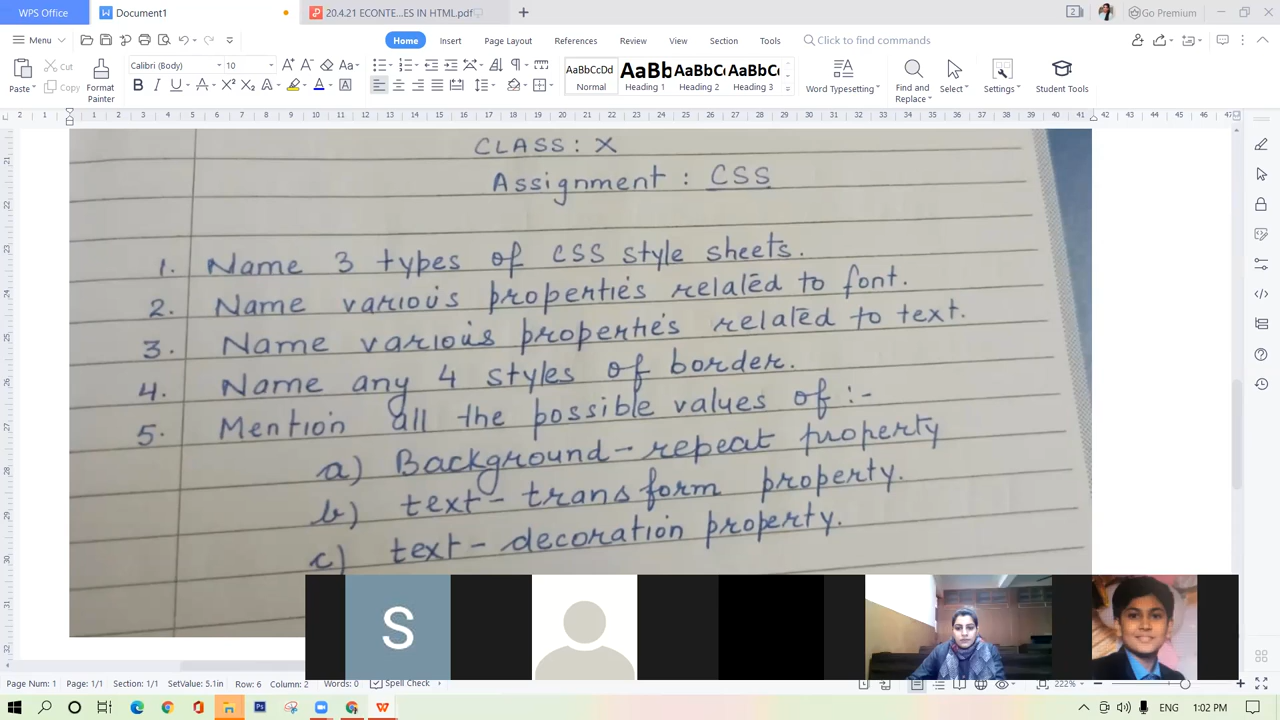 WPS Office
Document1
20.4.21 ECONTE...ES IN HTML.pdf
2
Go Premium
Menu
Home
Insert
Page Layout
References
Review
View
Section
Tools
Click to find commands
Paste
Cut
Copy
Format Painter
Calibri (Body)
10
AaBbCcDd
Normal
AaBb
Heading 1
AaBbC
Heading 2
AaBbC
Heading 3
Word Typesetting
Find and Replace
Select
Settings
Student Tools
CLASS: X
Assignment : CSS
1. Name 3 types of CSS style sheets.
2. Name various properties related to font.
3. Name various properties related to text.
4. Name any 4 styles of border.
5. Mention all the possible values of :-
a) Background-repeat property
b) text-transform property.
c) text-decoration property.
S
Page Num: 1 Page: 1/1 Section: 1/1 SetValue: 5.1in Row: 6 Column: 2 Words: 0 Spell Check
222%
ENG 1:02 PM